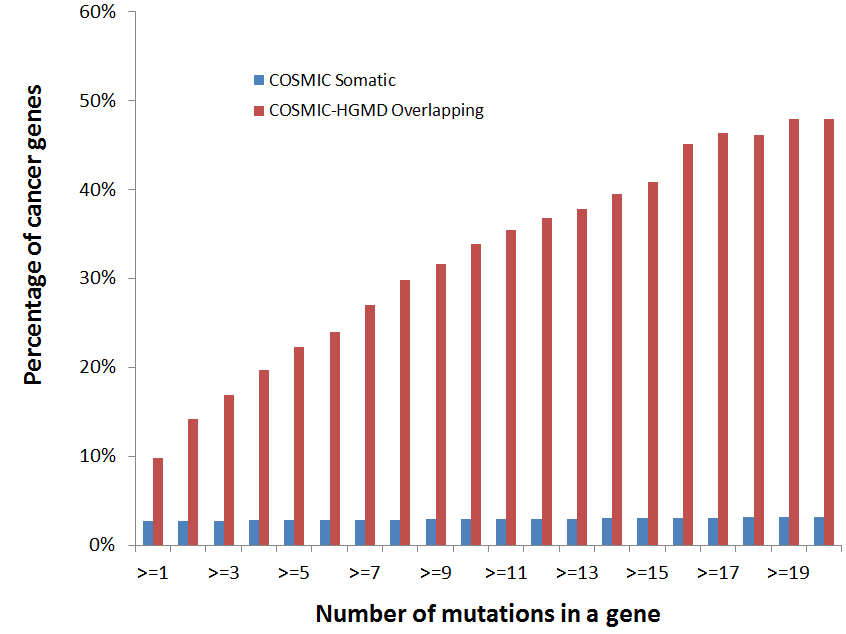 60%
50%
40%
30%
20%
10%
0%
Percentage of cancer genes
COSMIC Somatic
COSMIC-HGMD Overlapping
>=1 >=3 >=5 >=7 >=9 >=11 >=13 >=15 >=17 >=19
Number of mutations in a gene